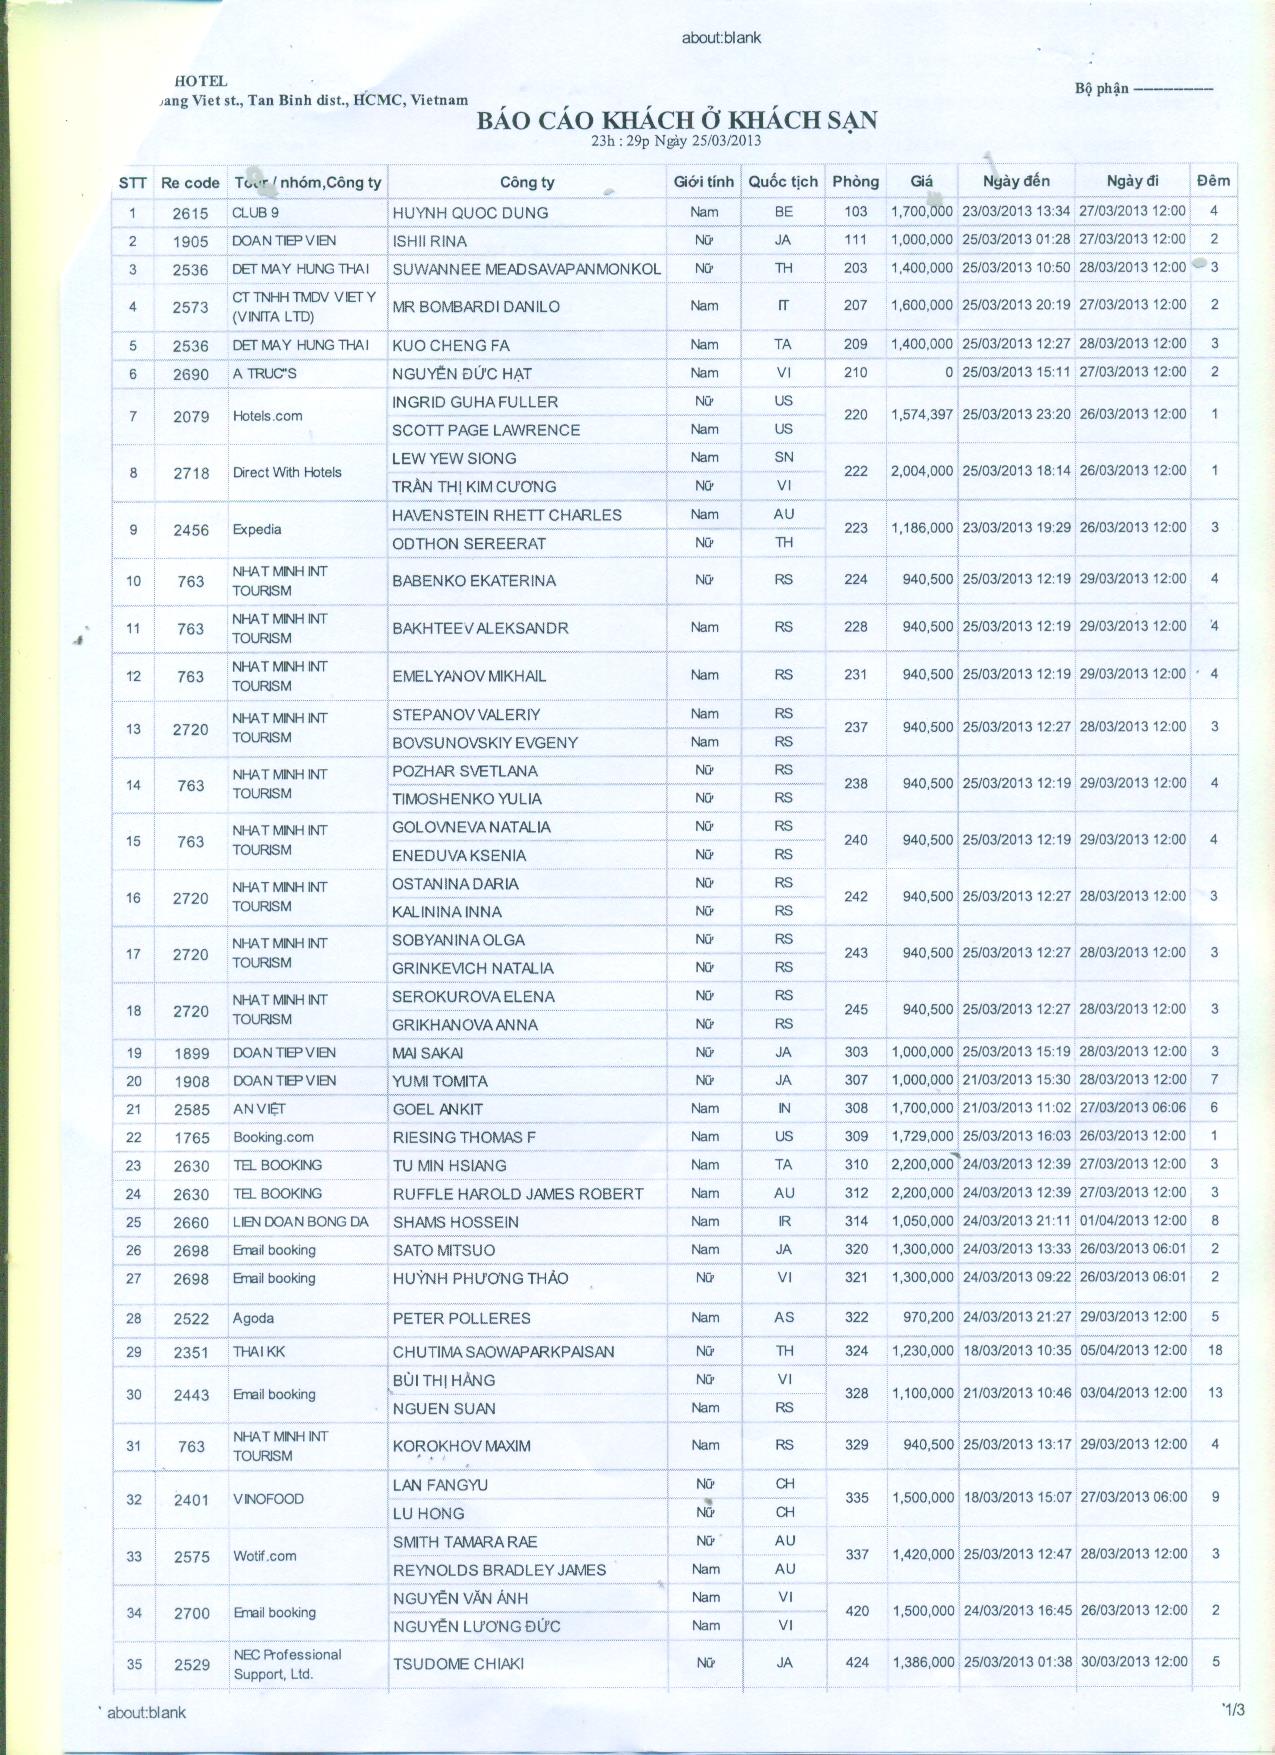 about:blank
HOTEL
ang Viet st., Tan Binh dist., HCMC, Vietnam
Bộ phận ----------------
BÁO CÁO KHÁCH Ở KHÁCH SẠN
23h : 29p Ngày 25/03/2013
STT Re code Tour / nhóm,Công ty Công ty Giới tính Quốc tịch Phòng Giá Ngày đến Ngày đi Đêm
1 2615 CLUB 9 HUYNH QUOC DUNG Nam BE 103 1,700,000 23/03/2013 13:34 27/03/2013 12:00 4
2 1905 DOAN TIEP VIEN ISHII RINA Nữ JA 111 1,000,000 25/03/2013 01:28 27/03/2013 12:00 2
3 2536 DET MAY HUNG THAI SUWANNEE MEADSAVAPANMONKOL Nữ TH 203 1,400,000 25/03/2013 10:50 28/03/2013 12:00 3
4 2573 CT TNHH TMDV VIET Y (VINITA LTD) MR BOMBARDI DANILO Nam IT 207 1,600,000 25/03/2013 20:19 27/03/2013 12:00 2
5 2536 DET MAY HUNG THAI KUO CHENG FA Nam TA 209 1,400,000 25/03/2013 12:27 28/03/2013 12:00 3
6 2690 A TRUC"S NGUYỄN ĐỨC HẠT Nam VI 210 0 25/03/2013 15:11 27/03/2013 12:00 2
7 2079 Hotels.com INGRID GUHA FULLER Nữ US 220 1,574,397 25/03/2013 23:20 26/03/2013 12:00 1
SCOTT PAGE LAWRENCE Nam US
8 2718 Direct With Hotels LEW YEW SIONG Nam SN 222 2,004,000 25/03/2013 18:14 26/03/2013 12:00 1
TRẦN THỊ KIM CƯƠNG Nữ VI
9 2456 Expedia HAVENSTEIN RHETT CHARLES Nam AU 223 1,186,000 23/03/2013 19:29 26/03/2013 12:00 3
ODTHON SEREERAT Nữ TH
10 763 NHAT MINH INT TOURISM BABENKO EKATERINA Nữ RS 224 940,500 25/03/2013 12:19 29/03/2013 12:00 4
11 763 NHAT MINH INT TOURISM BAKHTEEV ALEKSANDR Nam RS 228 940,500 25/03/2013 12:19 29/03/2013 12:00 4
12 763 NHAT MINH INT TOURISM EMELYANOV MIKHAIL Nam RS 231 940,500 25/03/2013 12:19 29/03/2013 12:00 4
13 2720 NHAT MINH INT TOURISM STEPANOV VALERIY Nam RS 237 940,500 25/03/2013 12:27 28/03/2013 12:00 3
BOVSUNOVSKIY EVGENY Nam RS
14 763 NHAT MINH INT TOURISM POZHAR SVETLANA Nữ RS 238 940,500 25/03/2013 12:19 29/03/2013 12:00 4
TIMOSHENKO YULIA Nữ RS
15 763 NHAT MINH INT TOURISM GOLOVNEVA NATALIA Nữ RS 240 940,500 25/03/2013 12:19 29/03/2013 12:00 4
ENEDUVA KSENIA Nữ RS
16 2720 NHAT MINH INT TOURISM OSTANINA DARIA Nữ RS 242 940,500 25/03/2013 12:27 28/03/2013 12:00 3
KALININA INNA Nữ RS
17 2720 NHAT MINH INT TOURISM SOBYANINA OLGA Nữ RS 243 940,500 25/03/2013 12:27 28/03/2013 12:00 3
GRINKEVICH NATALIA Nữ RS
18 2720 NHAT MINH INT TOURISM SEROKUROVA ELENA Nữ RS 245 940,500 25/03/2013 12:27 28/03/2013 12:00 3
GRIKHANOVA ANNA Nữ RS
19 1899 DOAN TIEP VIEN MAI SAKAI Nữ JA 303 1,000,000 25/03/2013 15:19 28/03/2013 12:00 3
20 1908 DOAN TIEP VIEN YUMI TOMITA Nữ JA 307 1,000,000 21/03/2013 15:30 28/03/2013 12:00 7
21 2585 AN VIỆT GOEL ANKIT Nam IN 308 1,700,000 21/03/2013 11:02 27/03/2013 06:06 6
22 1765 Booking.com RIESING THOMAS F Nam US 309 1,729,000 25/03/2013 16:03 26/03/2013 12:00 1
23 2630 TEL BOOKING TU MIN HSIANG Nam TA 310 2,200,000 24/03/2013 12:39 27/03/2013 12:00 3
24 2630 TEL BOOKING RUFFLE HAROLD JAMES ROBERT Nam AU 312 2,200,000 24/03/2013 12:39 27/03/2013 12:00 3
25 2660 LIEN DOAN BONG DA SHAMS HOSSEIN Nam IR 314 1,050,000 24/03/2013 21:11 01/04/2013 12:00 8
26 2698 Email booking SATO MITSUO Nam JA 320 1,300,000 24/03/2013 13:33 26/03/2013 06:01 2
27 2698 Email booking HUỲNH PHƯƠNG THẢO Nữ VI 321 1,300,000 24/03/2013 09:22 26/03/2013 06:01 2
28 2522 Agoda PETER POLLERES Nam AS 322 970,200 24/03/2013 21:27 29/03/2013 12:00 5
29 2351 THAI KK CHUTIMA SAOWAPARKPAISAN Nữ TH 324 1,230,000 18/03/2013 10:35 05/04/2013 12:00 18
30 2443 Email booking BÙI THỊ HẰNG Nữ VI 328 1,100,000 21/03/2013 10:46 03/04/2013 12:00 13
NGUEN SUAN Nam RS
31 763 NHAT MINH INT TOURISM KOROKHOV MAXIM Nam RS 329 940,500 25/03/2013 13:17 29/03/2013 12:00 4
32 2401 VINOFOOD LAN FANGYU Nữ CH 335 1,500,000 18/03/2013 15:07 27/03/2013 06:00 9
LU HONG Nữ CH
33 2575 Wotif.com SMITH TAMARA RAE Nữ AU 337 1,420,000 25/03/2013 12:47 28/03/2013 12:00 3
REYNOLDS BRADLEY JAMES Nam AU
34 2700 Email booking NGUYỄN VĂN ÁNH Nam VI 420 1,500,000 24/03/2013 16:45 26/03/2013 12:00 2
NGUYỄN LƯƠNG ĐỨC Nam VI
35 2529 NEC Professional Support, Ltd. TSUDOME CHIAKI Nữ JA 424 1,386,000 25/03/2013 01:38 30/03/2013 12:00 5
about:blank
1/3